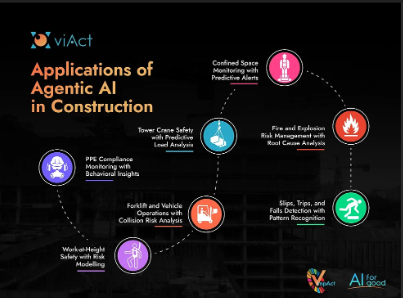 viAct
Applications of
Agentic AI
in Construction
Confined Space
Monitoring with
Predictive Alerts
Tower Crane Safety
with Predictive
Load Analysis
Fire and Explosion
Risk Management with
Root Cause Analysis
PPE Compliance
Monitoring with
Behavioral Insights
Forklift and Vehicle
Operations with
Collision Risk Analysis
Slips, Trips, and
Falls Detection with
Pattern Recognition
Work-at-Height
Safety with Risk
Modelling
viAct
AI for
good